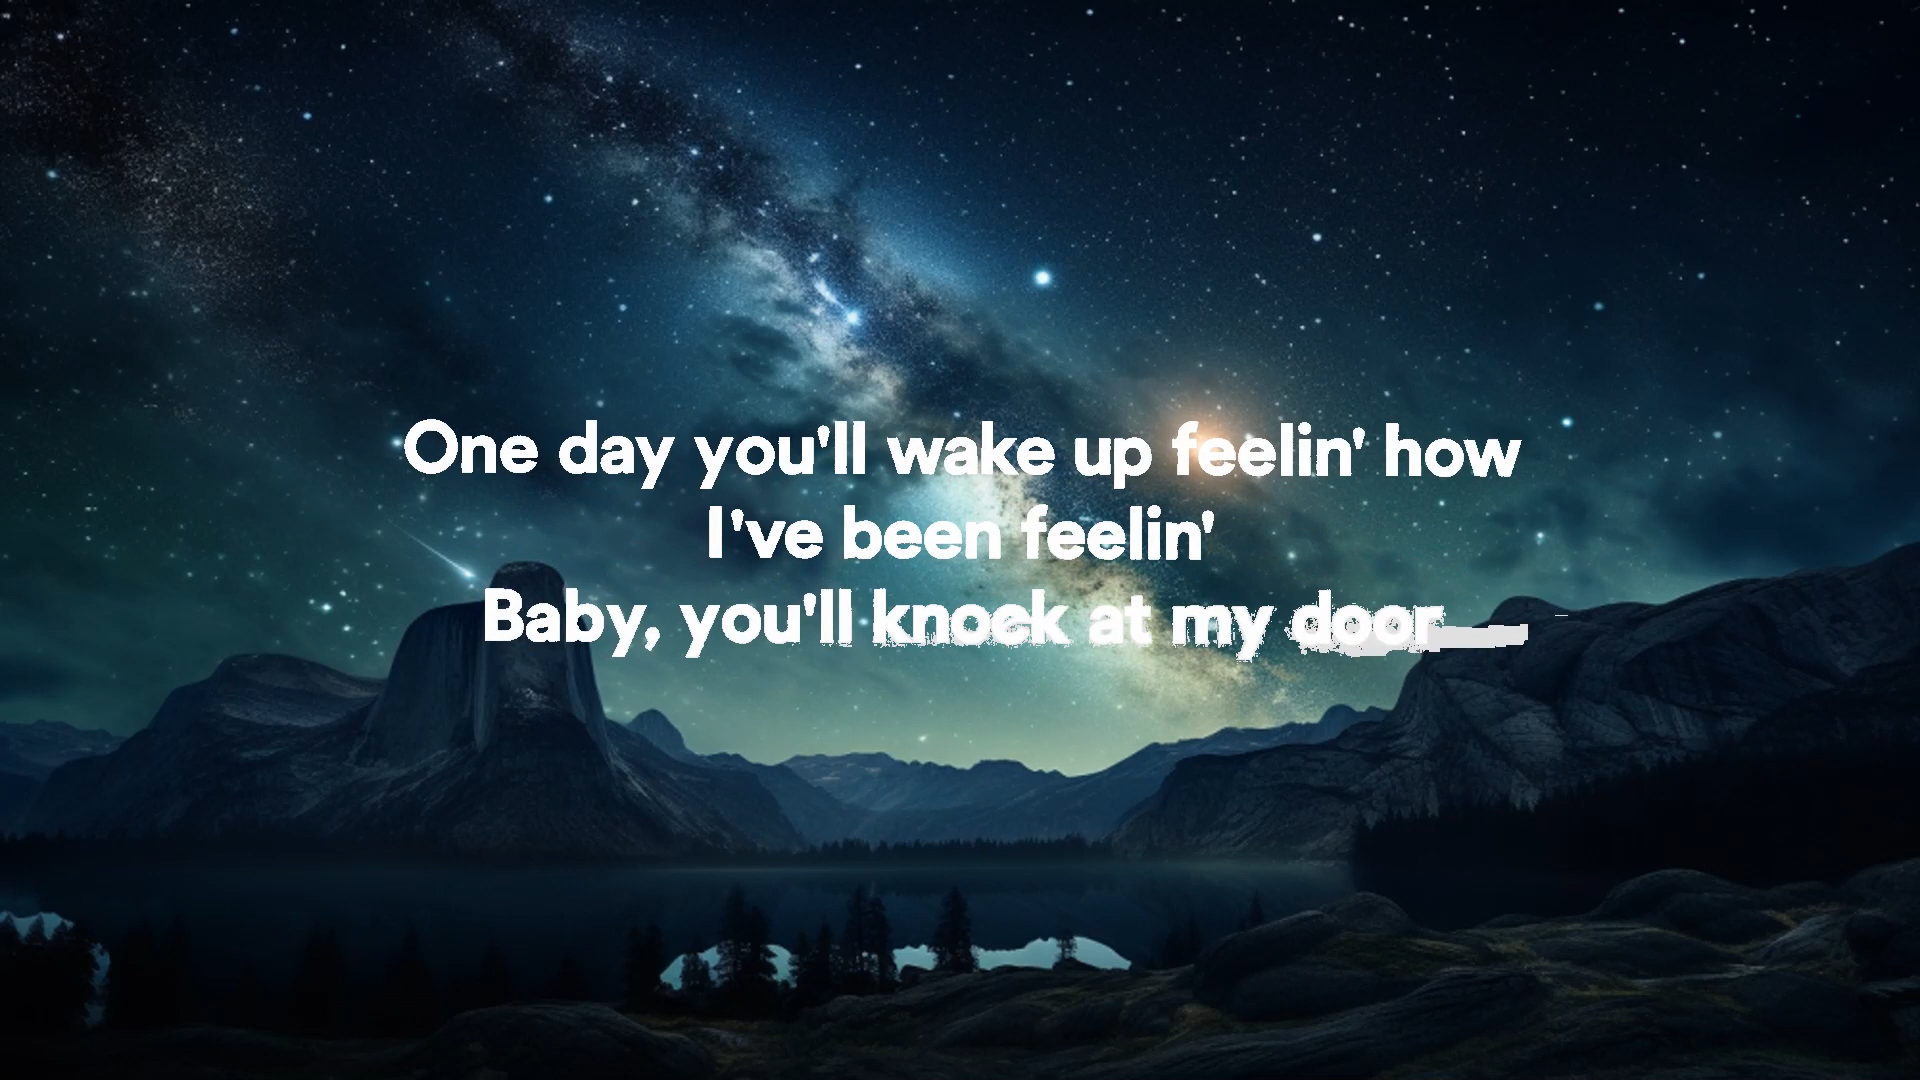 One day you'll wake up feelin' how
I've been feelin'
Baby, you'll knock at my door